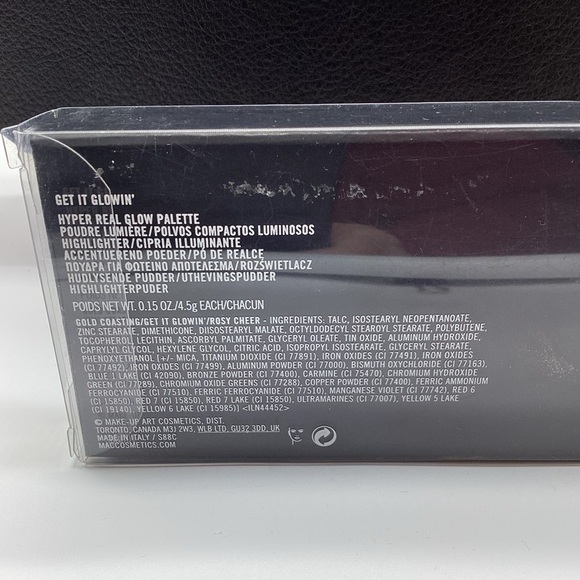 GET IT GLOWIN'
HYPER REAL GLOW PALETTE
POUDRE LUMIÈRE/POLVOS COMPACTOS LUMINOSOS
HIGHLIGHTER/CIPRIA ILLUMINANTE
ACCENTUEREND POEDER/PÓ DE REALCE
ΠΟΥΔΡΑ ΓΙΑ ΦΩΤΕΙΝΟ ΑΠΟΤΕΛΕΣΜΑ/ROZŚWIETLACZ
HUDLYSENDE PUDDER/UTHEVINGSPUDDER
HIGHLIGHTERPUDER
POIDS NET WT. 0.15 OZ./4.5g EACH/CHACUN
GOLD COASTING/GET IT GLOWIN'/ROSY CHEER - INGREDIENTS: TALC, ISOSTEARYL NEOPENTANOATE,
ZINC STEARATE, DIMETHICONE, DIISOSTEARYL MALATE, OCTYLDODECYL STEAROYL STEARATE, POLYBUTENE,
TOCOPHEROL, LECITHIN, ASCORBYL PALMITATE, GLYCERYL OLEATE, TIN OXIDE, ALUMINUM HYDROXIDE,
CAPRYLYL GLYCOL, HEXYLENE GLYCOL, CITRIC ACID, ISOPROPYL ISOSTEARATE, GLYCERYL STEARATE,
PHENOXYETHANOL [+/- MICA, TITANIUM DIOXIDE (CI 77891), IRON OXIDES (CI 77491), IRON OXIDES
(CI 77492), IRON OXIDES (CI 77499), ALUMINUM POWDER (CI 77000), BISMUTH OXYCHLORIDE (CI 77163),
BLUE 1 LAKE (CI 42090), BRONZE POWDER (CI 77400), CARMINE (CI 75470), CHROMIUM HYDROXIDE
GREEN (CI 77289), CHROMIUM OXIDE GREENS (CI 77288), COPPER POWDER (CI 77400), FERRIC AMMONIUM
FERROCYANIDE (CI 77510), FERRIC FERROCYANIDE (CI 77510), MANGANESE VIOLET (CI 77742), RED 6
(CI 15850), RED 7 (CI 15850), RED 7 LAKE (CI 15850), ULTRAMARINES (CI 77007), YELLOW 5 LAKE
(CI 19140), YELLOW 6 LAKE (CI 15985)] <ILN44452>
© MAKE-UP ART COSMETICS, DIST.
TORONTO, CANADA M3J 2W3, WLB LTD, GU32 3DD, UK
MADE IN ITALY / S88C
MACCOSMETICS.COM